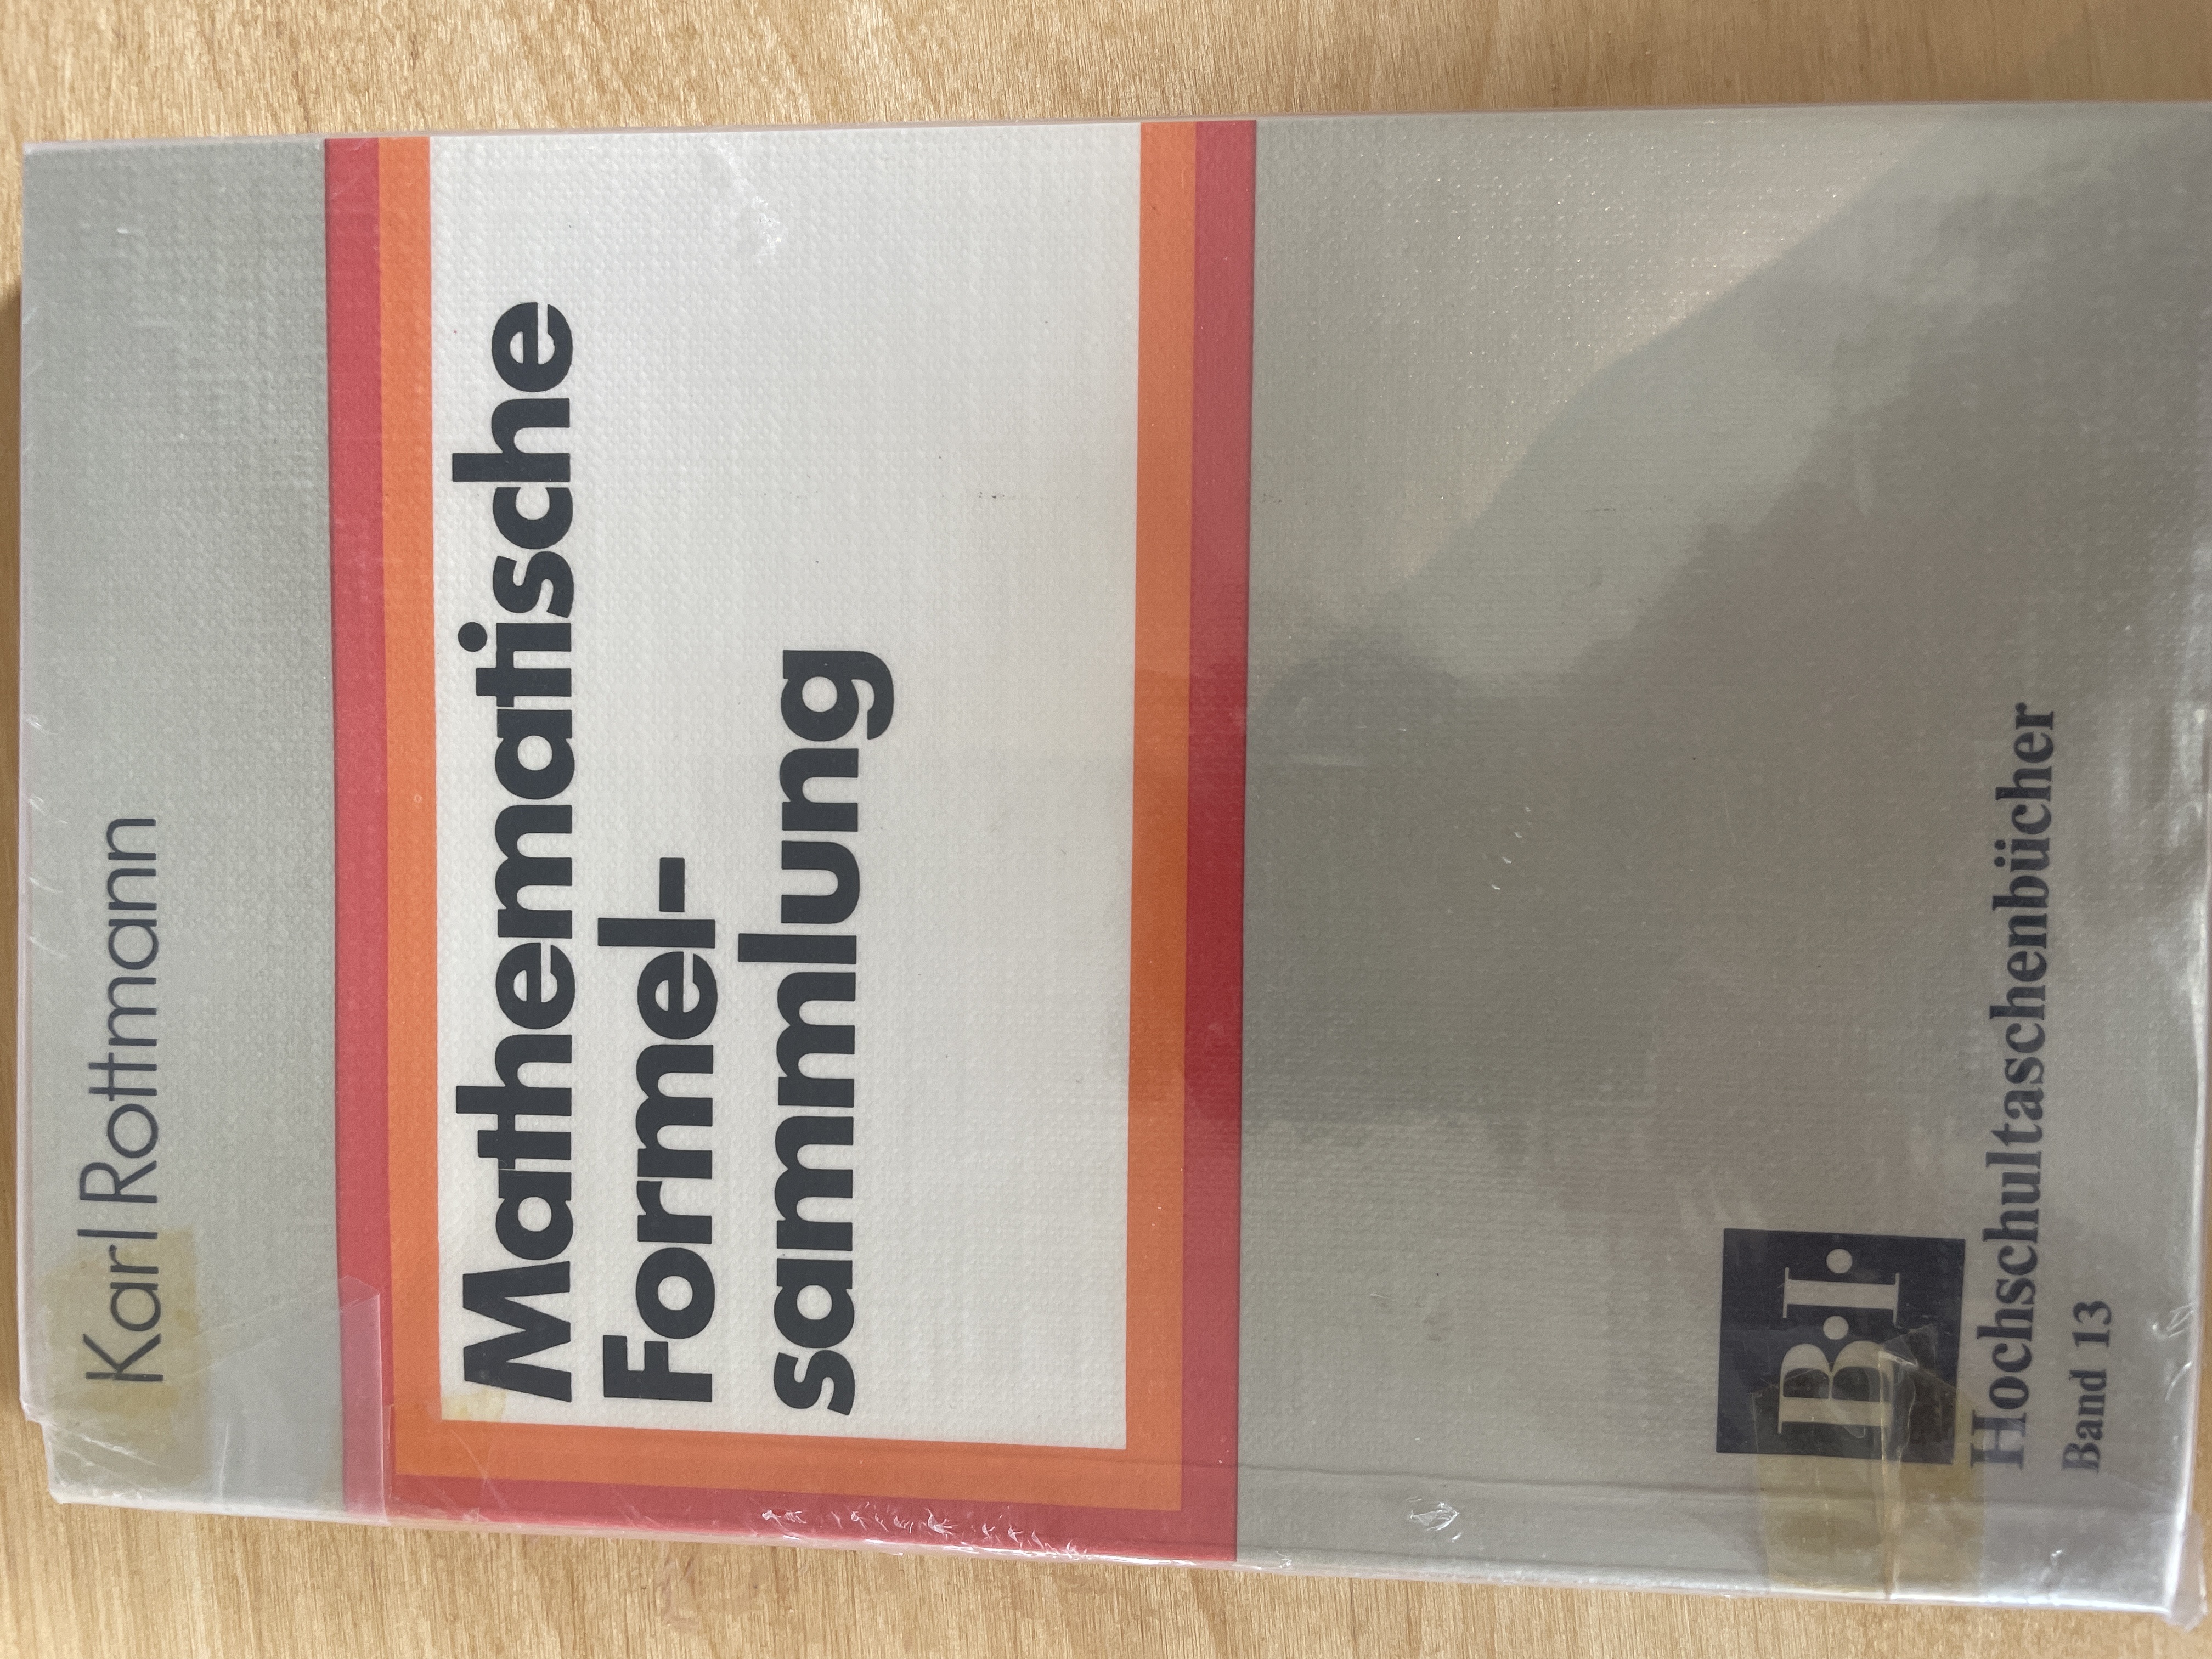 Karl Rottmann
Mathematische
Formel-
sammlung
B·I·
Hochschultaschenbücher
Band 13